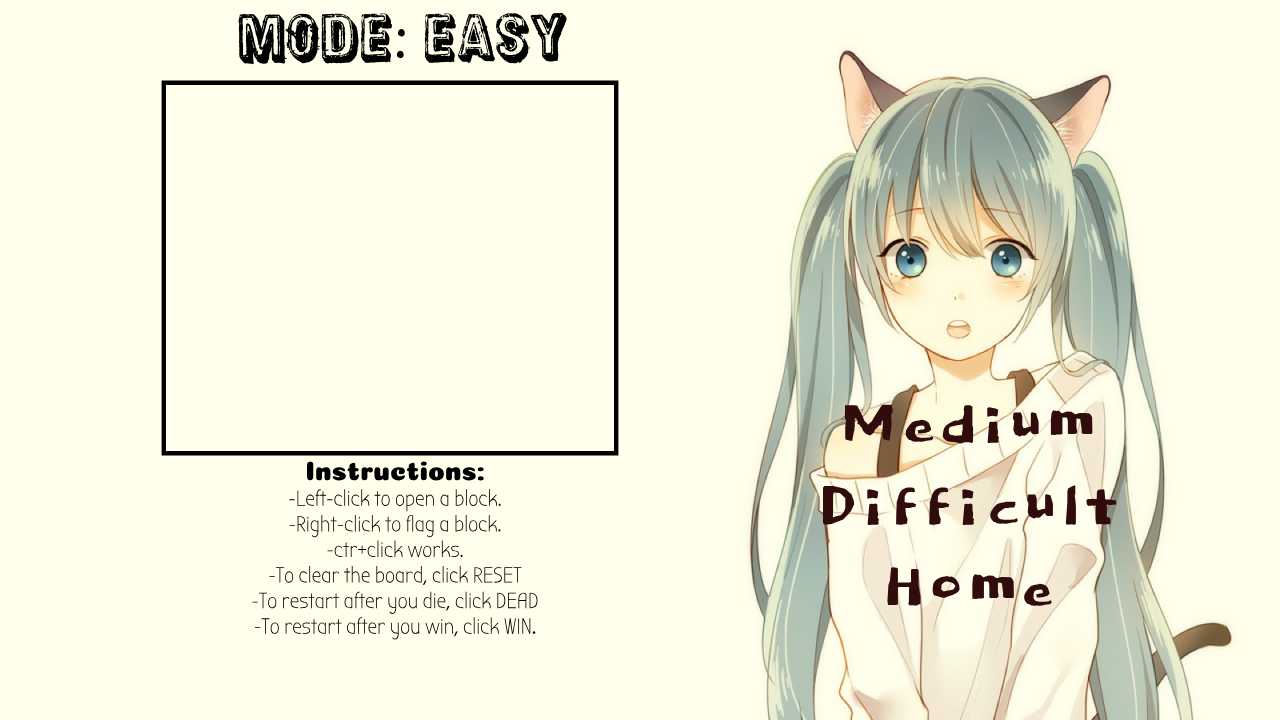 MODE: EASY
Instructions:
-Left-click to open a block.
-Right-click to flag a block.
-ctr+click works.
-To clear the board, click RESET
-To restart after you die, click DEAD
-To restart after you win, click WIN.
Medium
Difficult
Home